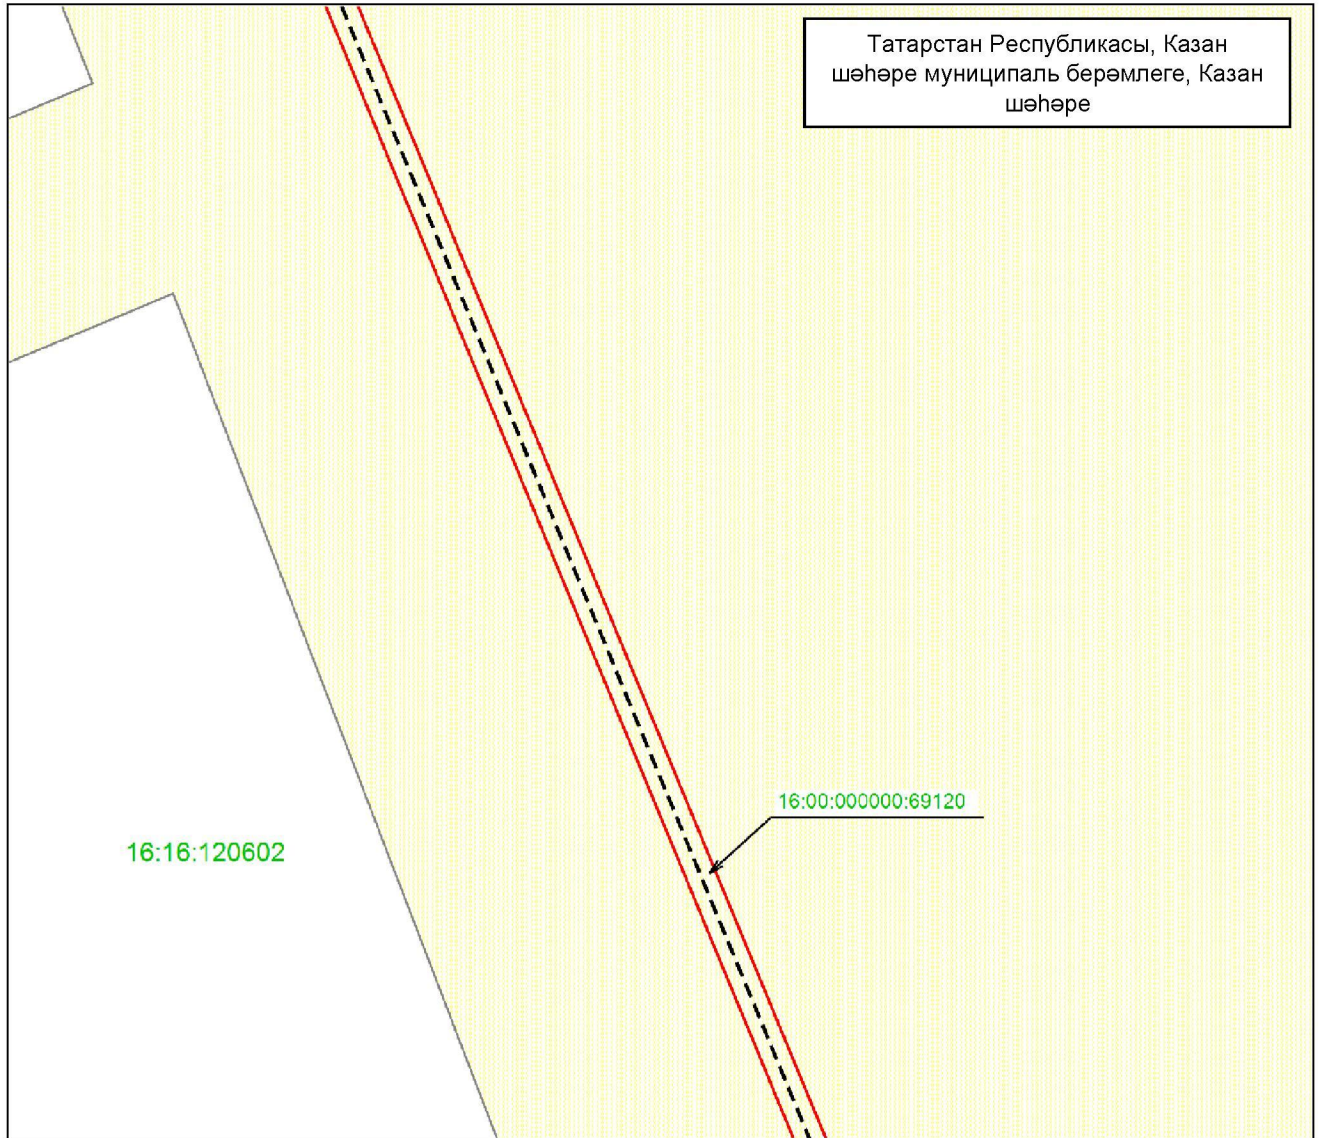 Татарстан Республикасы, Казан
шәһәре муниципаль берәмлеге, Казан
шәһәре
16:00:000000:69120
16:16:120602